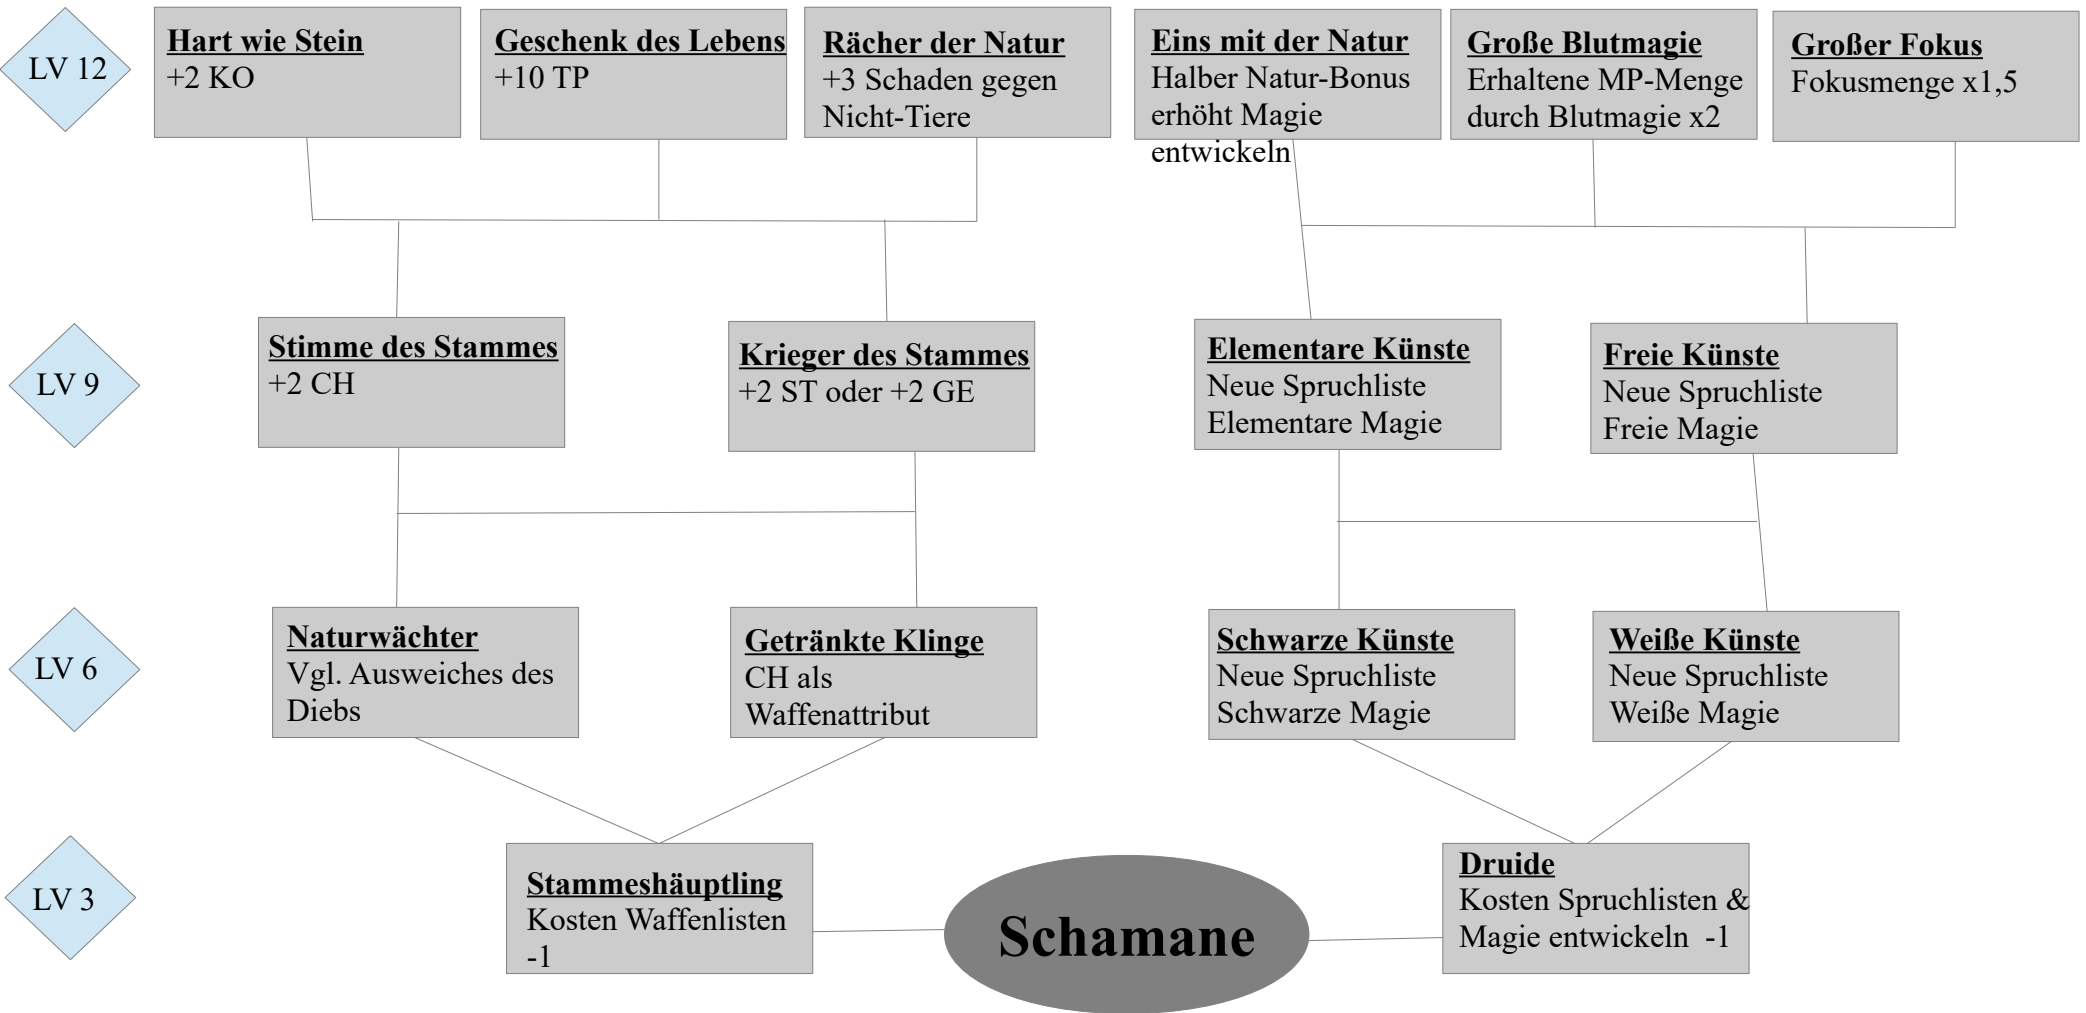 LV 12
Hart wie Stein
+2 KO
Geschenk des Lebens
+10 TP
Rächer der Natur
+3 Schaden gegen
Nicht-Tiere
Eins mit der Natur
Halber Natur-Bonus
erhöht Magie
entwickeln
Große Blutmagie
Erhaltene MP-Menge
durch Blutmagie x2
Großer Fokus
Fokusmenge x1,5
LV 9
Stimme des Stammes
+2 CH
Krieger des Stammes
+2 ST oder +2 GE
Elementare Künste
Neue Spruchliste
Elementare Magie
Freie Künste
Neue Spruchliste
Freie Magie
LV 6
Naturwächter
Vgl. Ausweiches des
Diebs
Getränkte Klinge
CH als
Waffenattribut
Schwarze Künste
Neue Spruchliste
Schwarze Magie
Weiße Künste
Neue Spruchliste
Weiße Magie
LV 3
Stammeshäuptling
Kosten Waffenlisten
-1
Schamane
Druide
Kosten Spruchlisten &
Magie entwickeln -1